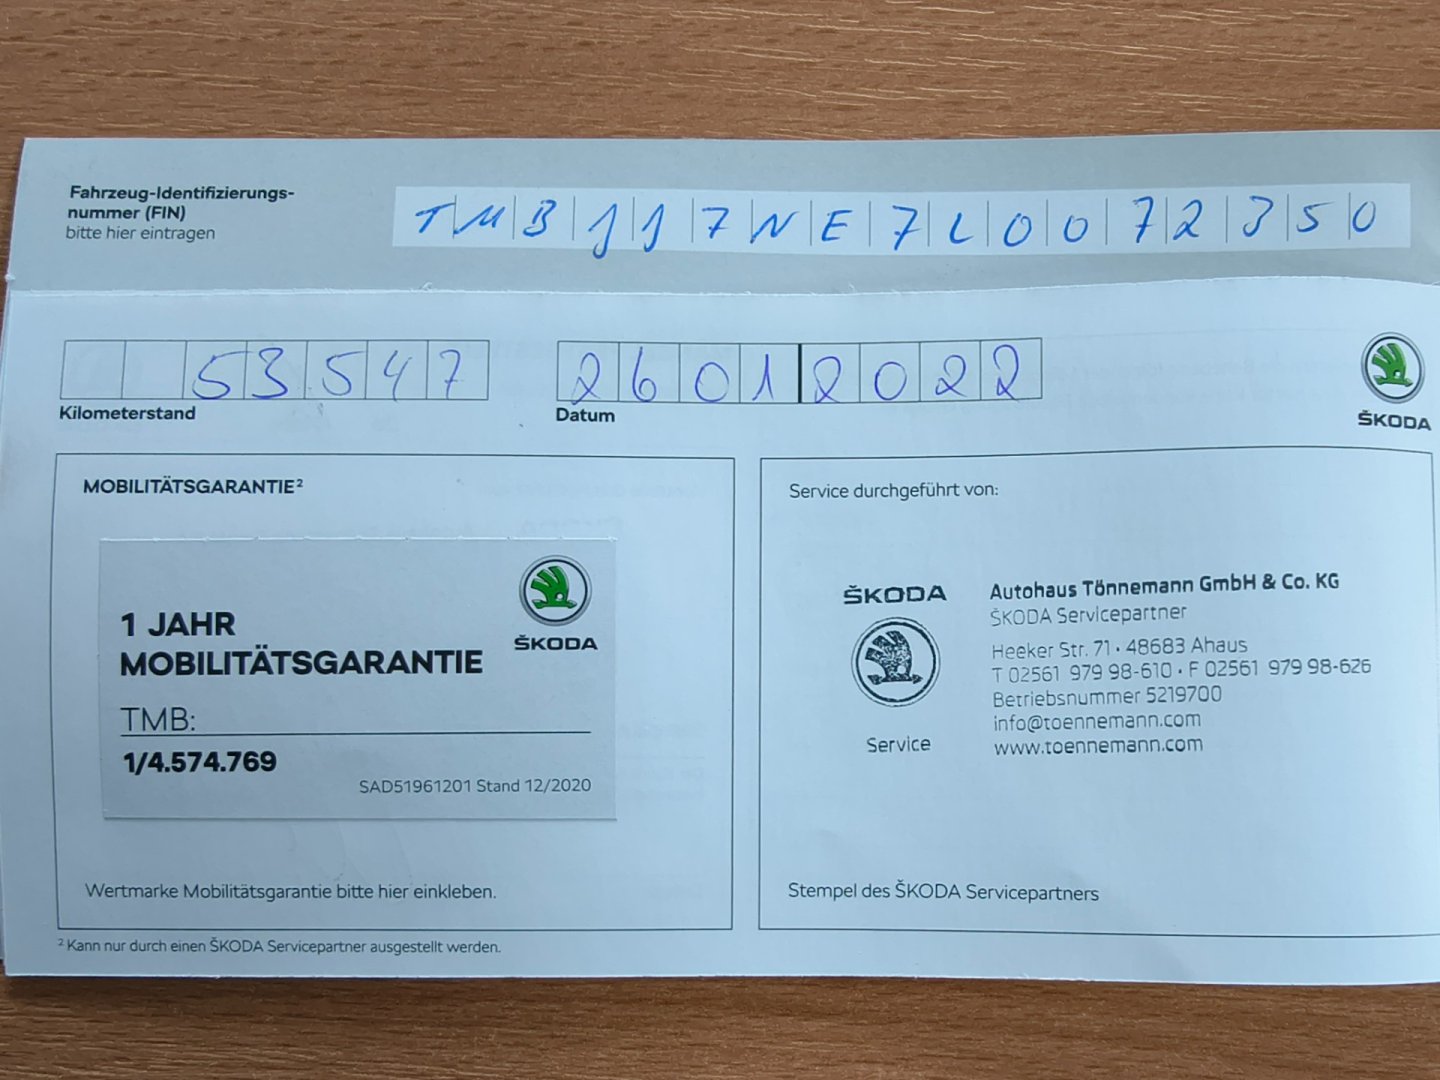 Fahrzeug-Identifizierungs-
nummer (FIN)
bitte hier eintragen
TMBJJ7NE7L0072350
53547
Kilometerstand
26012022
Datum
ŠKODA
MOBILITÄTSGARANTIE²
1 JAHR
MOBILITÄTSGARANTIE
ŠKODA
TMB:
1/4.574.769
SAD51961201 Stand 12/2020
Wertmarke Mobilitätsgarantie bitte hier einkleben.
Service durchgeführt von:
ŠKODA
Service
Autohaus Tönnemann GmbH & Co. KG
ŠKODA Servicepartner
Heeker Str. 71 · 48683 Ahaus
T 02561 979 98-610 · F 02561 979 98-626
Betriebsnummer 5219700
info@toennemann.com
www.toennemann.com
Stempel des ŠKODA Servicepartners
² Kann nur durch einen ŠKODA Servicepartner ausgestellt werden.